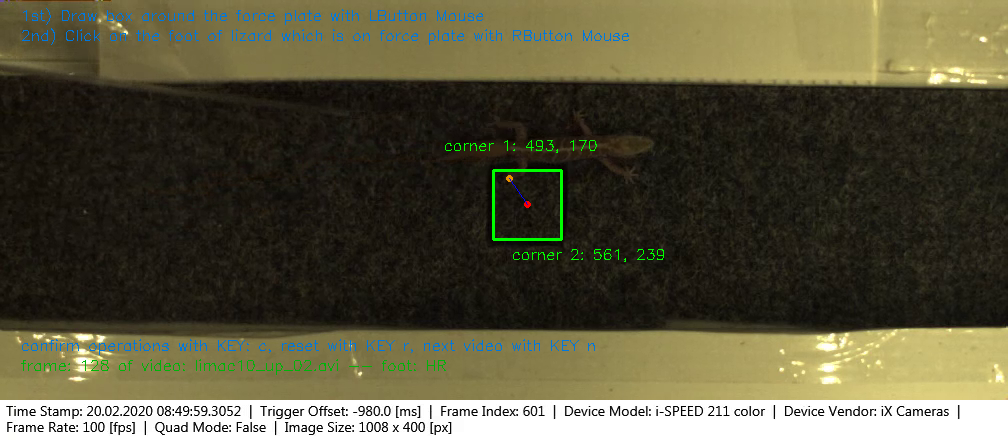 1st) Draw box around the force plate with LButton Mouse
2nd) Click on the foot of lizard which is on force plate with RButton Mouse
corner 1: 493, 170
corner 2: 561, 239
confirm operations with KEY: c, reset with KEY r, next video with KEY n
frame: 128 of video: foot: HR
Time Stamp: 20.02.2020 08:49:59.3052 | Trigger Offset: -980.0 [ms] | Frame Index: 601 | Device Model: i-SPEED 211 color | Device Vendor: iX Cameras |
Frame Rate: 100 [fps] | Quad Mode: False | Image Size: 1008 x 400 [px]